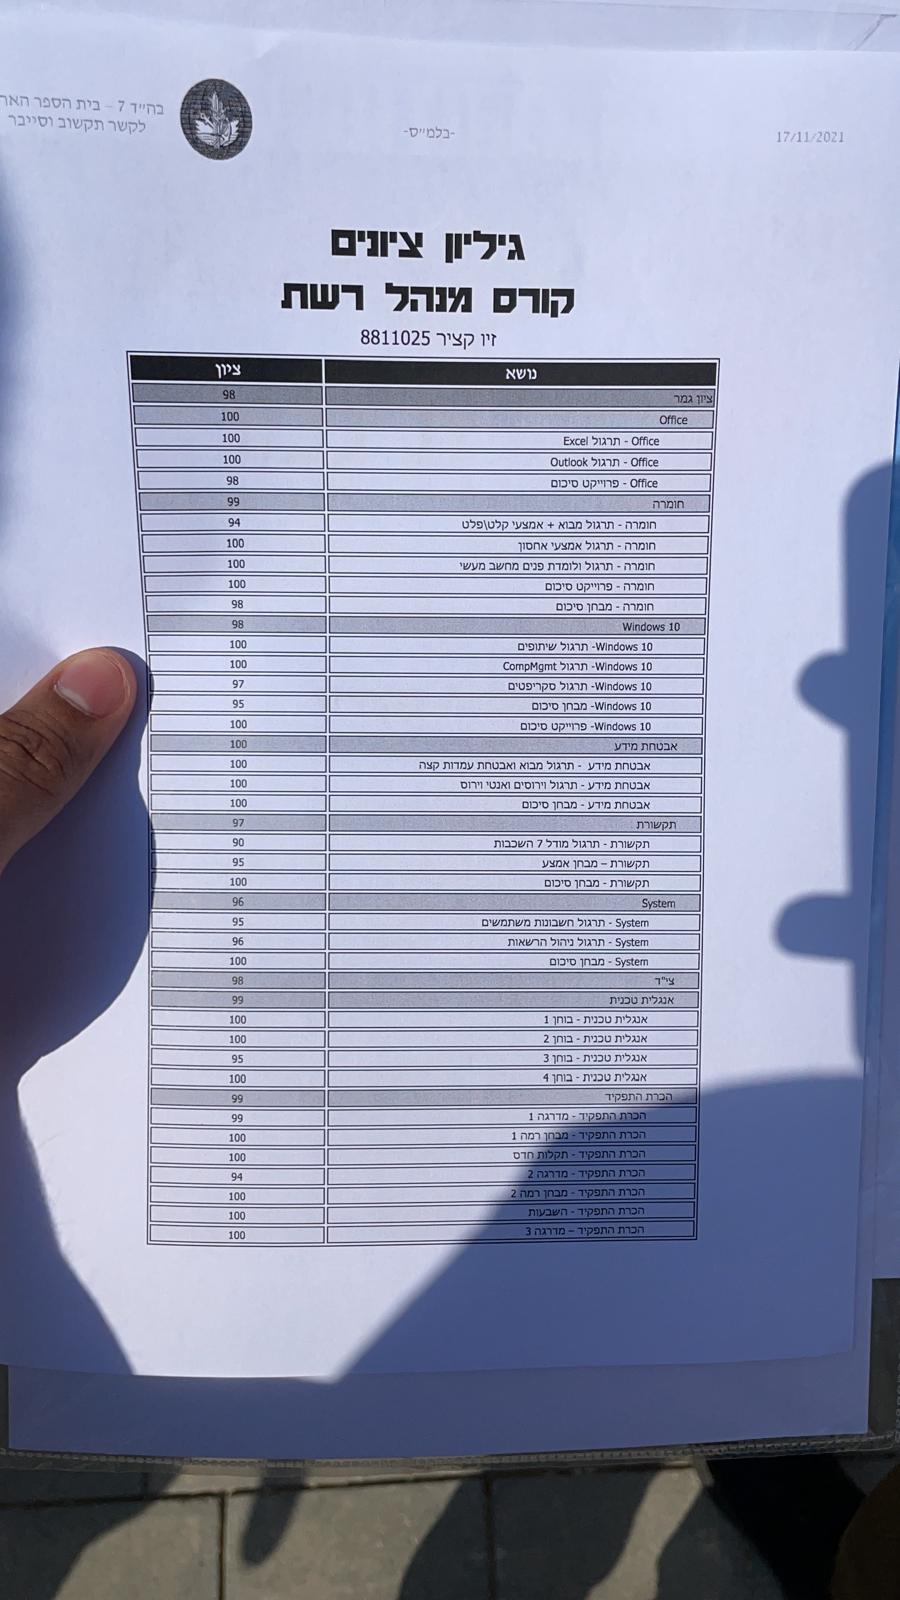 בה״ד 7 – בית הספר
לקשר תקשוב וסייבר
-בלמ״ס-
17/11/2021
גיליון ציונים
קורס מנהל רשת
זיו קציר 8811025
נושא ציון
ציון גמר 98
Office 100
Office - תרגול Excel 100
Office - תרגול Outlook 100
Office - פרוייקט סיכום 98
חומרה 99
חומרה - תרגול מבוא + אמצעי קלט\פלט 94
חומרה - תרגול אמצעי אחסון 100
חומרה - תרגול ולומדת פנים מחשב מעשי 100
חומרה - פרוייקט סיכום 100
חומרה - מבחן סיכום 98
Windows 10 98
Windows 10- תרגול שיתופים 100
Windows 10- תרגול CompMgmt 100
Windows 10- תרגול סקריפטים 97
Windows 10- מבחן סיכום 95
Windows 10- פרוייקט סיכום 100
אבטחת מידע 100
אבטחת מידע - תרגול מבוא ואבטחת עמדות קצה 100
אבטחת מידע - תרגול וירוסים ואנטי וירוס 100
אבטחת מידע - מבחן סיכום 100
תקשורת 97
תקשורת - תרגול מודל 7 השכבות 90
תקשורת – מבחן אמצע 95
תקשורת - מבחן סיכום 100
System 96
System - תרגול חשבונות משתמשים 95
System - תרגול ניהול הרשאות 96
System - מבחן סיכום 100
צי״ד 98
אנגלית טכנית 99
אנגלית טכנית - בוחן 1 100
אנגלית טכנית - בוחן 2 100
אנגלית טכנית - בוחן 3 95
אנגלית טכנית - בוחן 4 100
הכרת התפקיד 99
הכרת התפקיד - מדרגה 1 99
הכרת התפקיד - מבחן רמה 1 100
הכרת התפקיד - תקלות חדס 100
הכרת התפקיד - מדרגה 2 94
הכרת התפקיד - מבחן רמה 2 100
הכרת התפקיד - השבעות 100
הכרת התפקיד – מדרגה 3 100